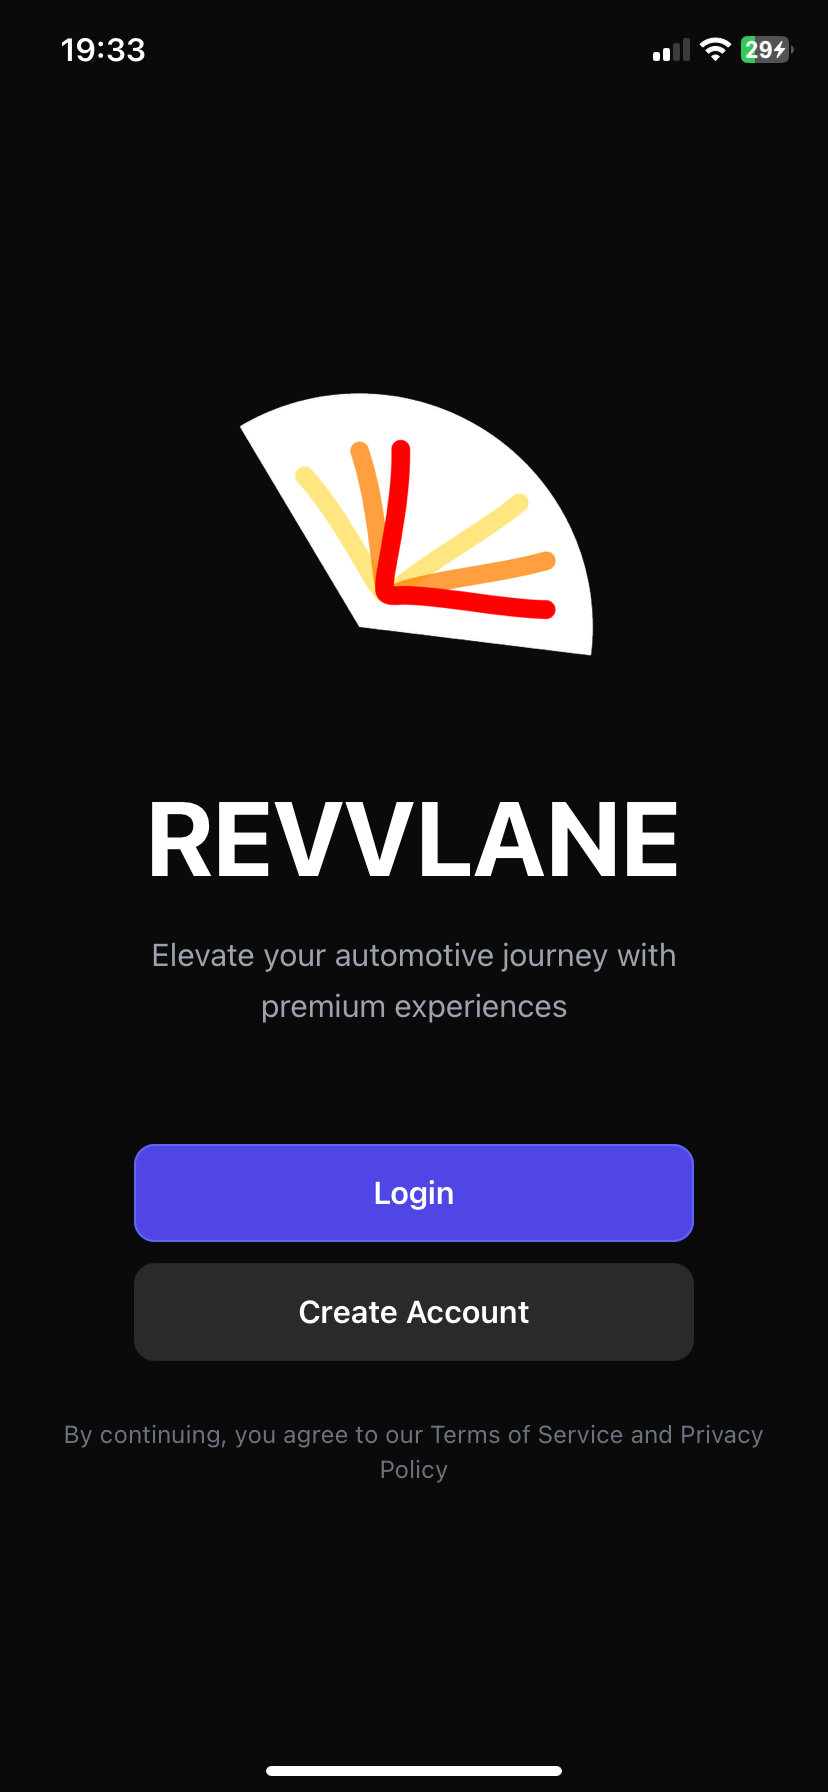 19:33
29
REVVLANE
Elevate your automotive journey with
premium experiences
Login
Create Account
By continuing, you agree to our Terms of Service and Privacy
Policy